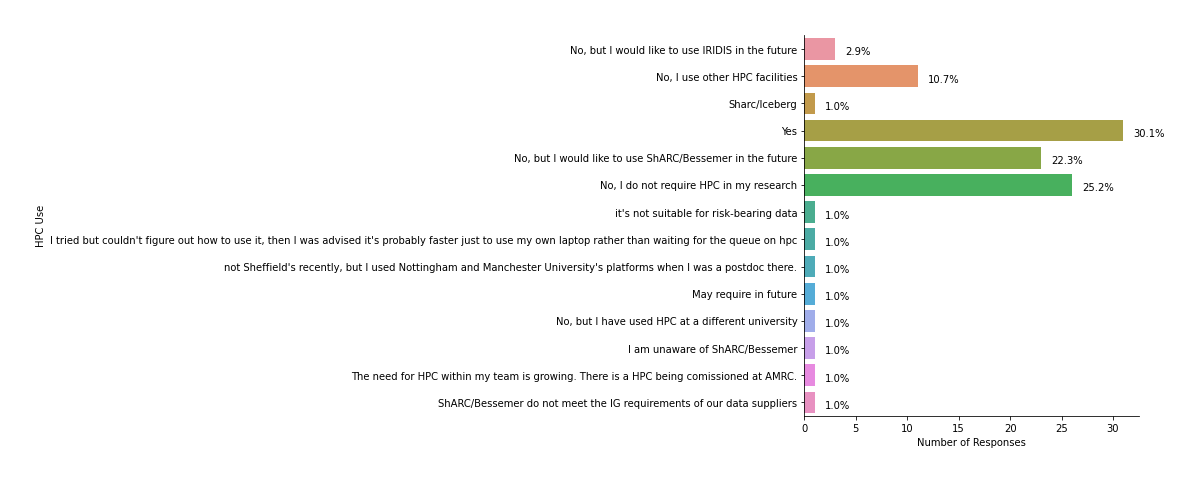 No, but I would like to use IRIDIS in the future
2.9%
No, I use other HPC facilities
10.7%
Sharc/Iceberg
1.0%
Yes
30.1%
No, but I would like to use ShARC/Bessemer in the future
22.3%
No, I do not require HPC in my research
25.2%
it's not suitable for risk-bearing data
1.0%
HPC Use
I tried but couldn't figure out how to use it, then I was advised it's probably faster just to use my own laptop rather than waiting for the queue on hpc
1.0%
not Sheffield's recently, but I used Nottingham and Manchester University's platforms when I was a postdoc there.
1.0%
May require in future
1.0%
No, but I have used HPC at a different university
1.0%
I am unaware of ShARC/Bessemer
1.0%
The need for HPC within my team is growing. There is a HPC being comissioned at AMRC.
1.0%
ShARC/Bessemer do not meet the IG requirements of our data suppliers
1.0%
0 5 10 15 20 25 30
Number of Responses